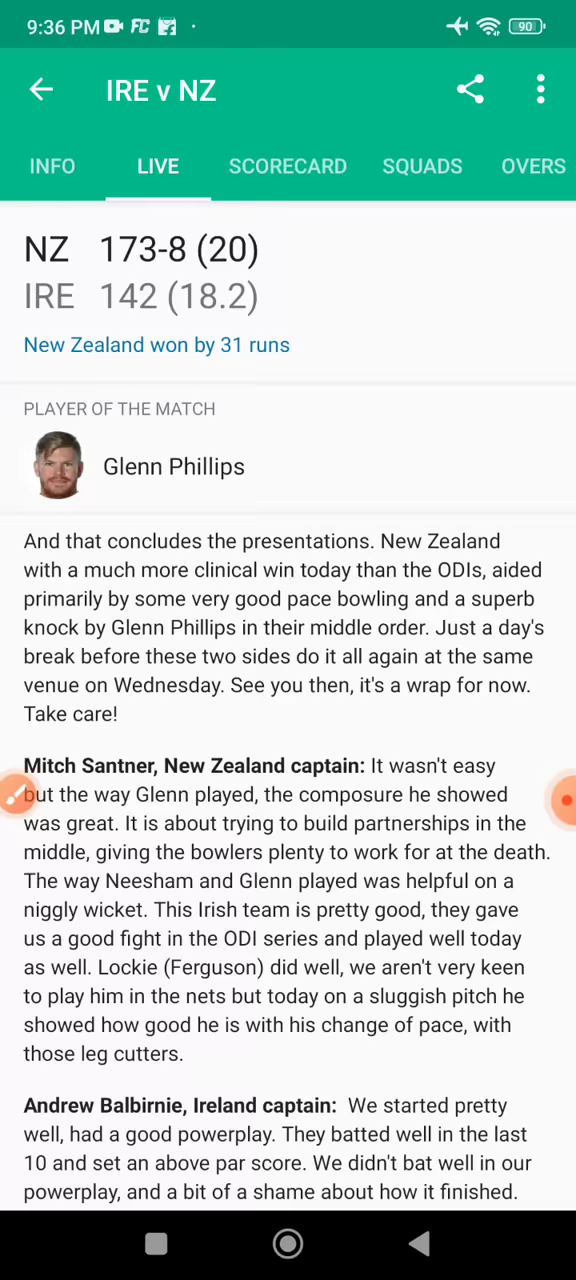 9:36 PM FC 90
IRE v NZ
INFO LIVE SCORECARD SQUADS OVERS
NZ 173-8 (20)
IRE 142 (18.2)
New Zealand won by 31 runs
PLAYER OF THE MATCH
Glenn Phillips
And that concludes the presentations. New Zealand
with a much more clinical win today than the ODIs, aided
primarily by some very good pace bowling and a superb
knock by Glenn Phillips in their middle order. Just a day's
break before these two sides do it all again at the same
venue on Wednesday. See you then, it's a wrap for now.
Take care!
Mitch Santner, New Zealand captain: It wasn't easy
but the way Glenn played, the composure he showed
was great. It is about trying to build partnerships in the
middle, giving the bowlers plenty to work for at the death.
The way Neesham and Glenn played was helpful on a
niggly wicket. This Irish team is pretty good, they gave
us a good fight in the ODI series and played well today
as well. Lockie (Ferguson) did well, we aren't very keen
to play him in the nets but today on a sluggish pitch he
showed how good he is with his change of pace, with
those leg cutters.
Andrew Balbirnie, Ireland captain: We started pretty
well, had a good powerplay. They batted well in the last
10 and set an above par score. We didn't bat well in our
powerplay, and a bit of a shame about how it finished.